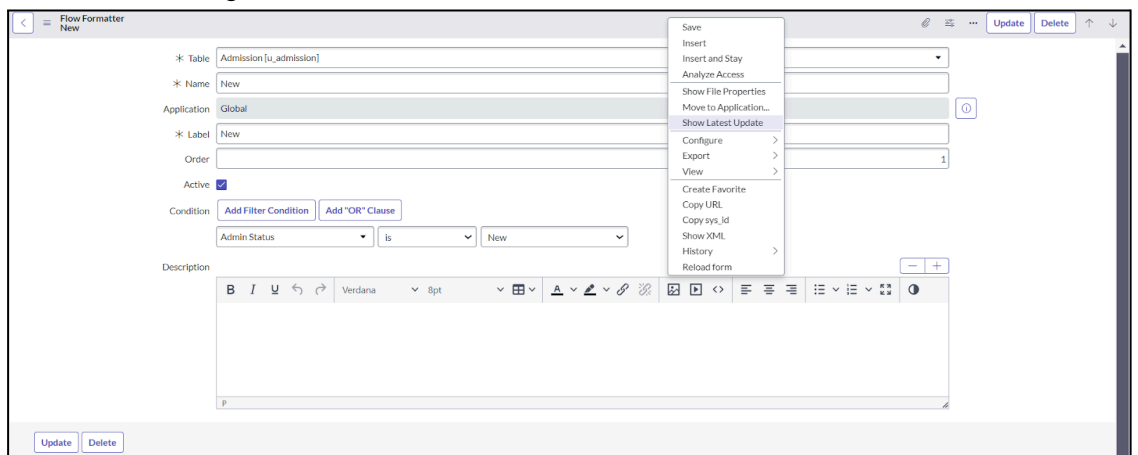 Flow Formatter
New
Update
Delete
Table
Admission [u_admission]
Name
New
Application
Global
Label
New
Order
1
Active
Condition
Add Filter Condition
Add "OR" Clause
Admin Status
is
New
Description
Verdana
8pt
P
Update
Delete
Save
Insert
Insert and Stay
Analyze Access
Show File Properties
Move to Application...
Show Latest Update
Configure
Export
View
Create Favorite
Copy URL
Copy sys_id
Show XML
History
Reload form